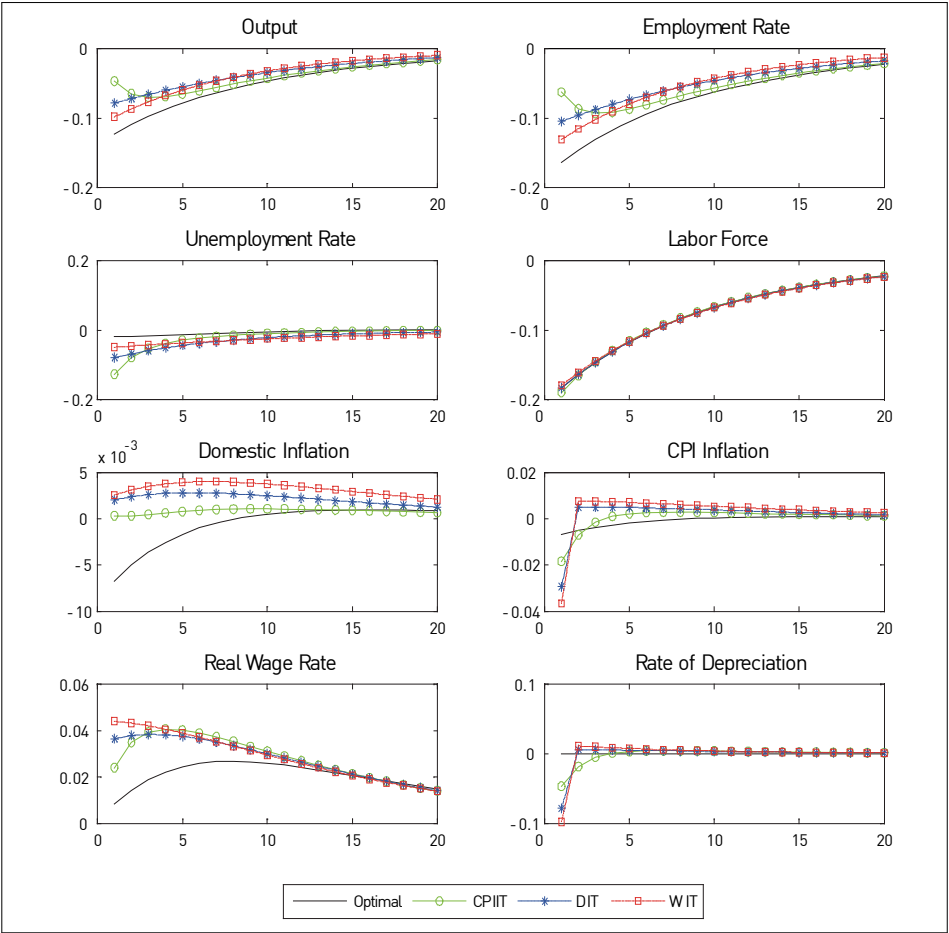 Output
Employment Rate
0
-0.1
-0.2
0 5 10 15 20
0
-0.1
-0.2
0 5 10 15 20
Unemployment Rate
Labor Force
0.2
0
-0.2
0 5 10 15 20
0
-0.1
-0.2
0 5 10 15 20
Domestic Inflation
CPI Inflation
x 10-3
5
0
-5
-10
0 5 10 15 20
0.02
0
-0.02
-0.04
0 5 10 15 20
Real Wage Rate
Rate of Depreciation
0.06
0.04
0.02
0
0 5 10 15 20
0.1
0
-0.1
0 5 10 15 20
Optimal CPIIT DIT WIT